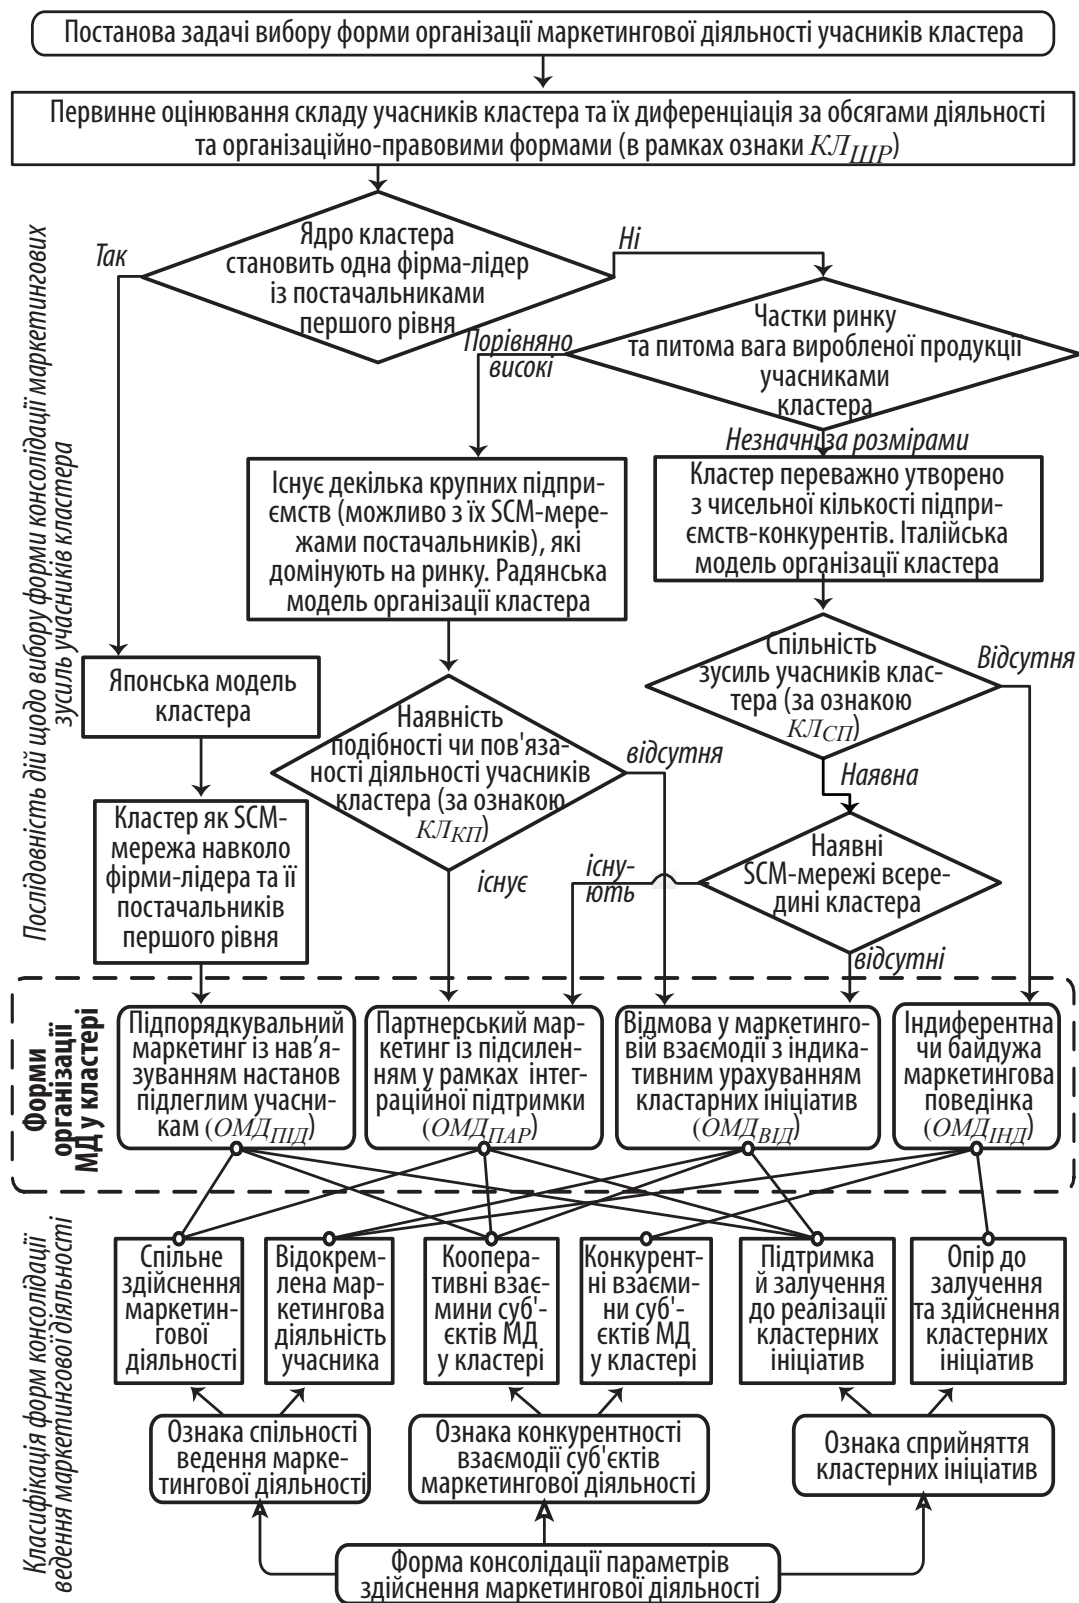 Постанова задачі вибору форми організації маркетингової діяльності учасників кластера
Первинне оцінювання складу учасників кластера та їх диференціація за обсягами діяльності
та організаційно-правовими формами (в рамках ознаки КЛШР)
Послідовність дій щодо вибору форми консолідації маркетингових
зусиль учасників кластера
Так
Ядро кластера
становить одна фірма-лідер
із постачальниками
першого рівня
Ні
Порівняно
високі
Частки ринку
та питома вага виробленої продукції
учасниками
кластера
Незначні за розмірами
Існує декілька крупних підпри-
ємств (можливо з їх SCM-мере-
жами постачальників), які
домінують на ринку. Радянська
модель організації кластера
Кластер переважно утворено
з чисельної кількості підпри-
ємств-конкурентів. Італійська
модель організації кластера
Японська модель
кластера
Наявність
подібності чи пов'яза-
ності діяльності учасників
кластера (за ознакою
КЛКП)
відсутня
Спільність
зусиль учасників клас-
тера (за ознакою
КЛСП)
Відсутня
Наявна
Кластер як SCM-
мережа навколо
фірми-лідера та її
постачальників
першого рівня
існує
існу-
ють
Наявні
SCM-мережі всере-
дині кластера
відсутні
Форми
організації
МД у кластері
Підпорядкувальний
маркетинг із нав’я-
зуванням настанов
підлеглим учасни-
кам (ОМДПІД)
Партнерський мар-
кетинг із підсилен-
ням у рамках інтег-
раційної підтримки
(ОМДПАР)
Відмова у маркетинго-
вій взаємодії з індика-
тивним урахуванням
кластарних ініціатив
(ОМДВІД)
Індиферентна
чи байдужа
маркетингова
поведінка
(ОМДІНД)
Класифікація форм консолідації
ведення маркетингової діяльності
Спільне
здійснення
маркетин-
гової
діяльності
Відокрем-
лена мар-
кетингова
діяльність
учасника
Коопера-
тивні взає-
мини суб'-
єктів МД
у кластері
Конкурент-
ні взаєми-
ни суб'-
єктів МД
у кластері
Підтримка
й залучення
до реалізації
кластерних
ініціатив
Опір до
залучення
та здійснення
кластерних
ініціатив
Ознака спільності
ведення марке-
тингової діяльності
Ознака конкурентності
взаємодії суб'єктів
маркетингової діяльності
Ознака сприйняття
кластерних ініціатив
Форма консолідації параметрів
здійснення маркетингової діяльності